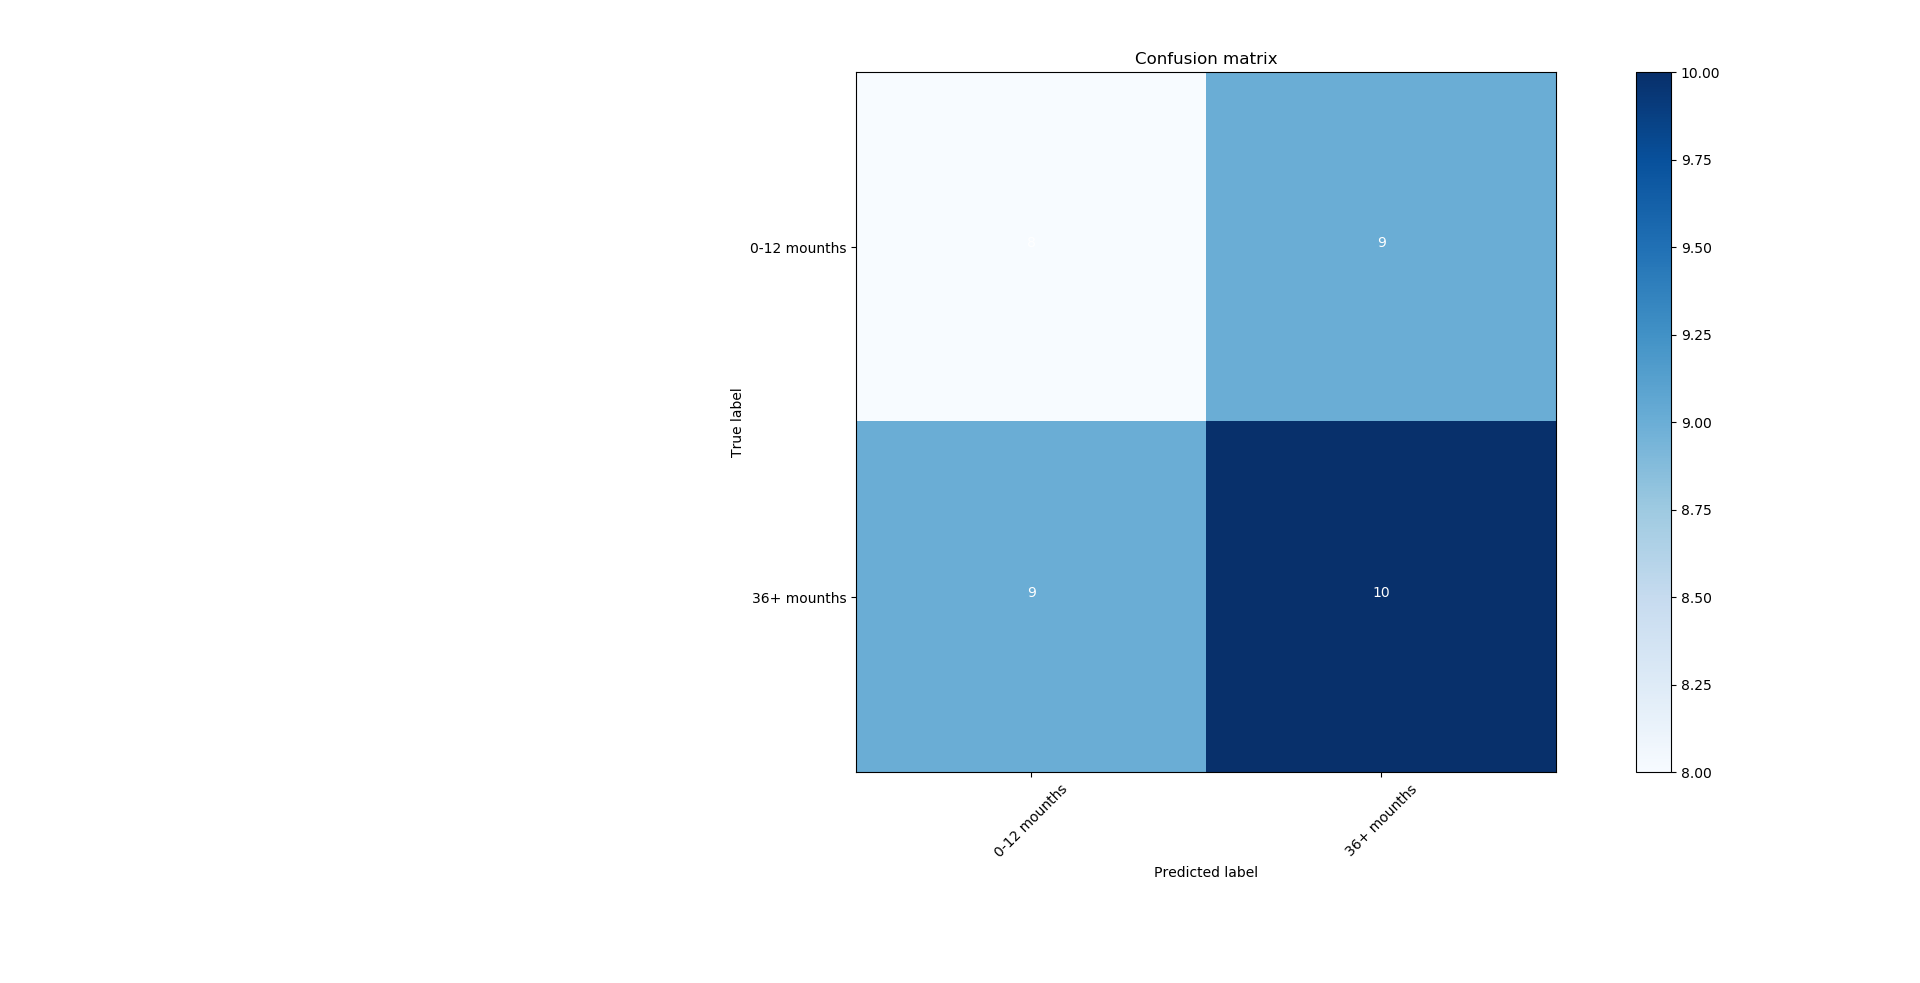 Confusion matrix
True label
0-12 mounths
36+ mounths
9
9
10
0-12 mounths
36+ mounths
Predicted label
10.00
9.75
9.50
9.25
9.00
8.75
8.50
8.25
8.00